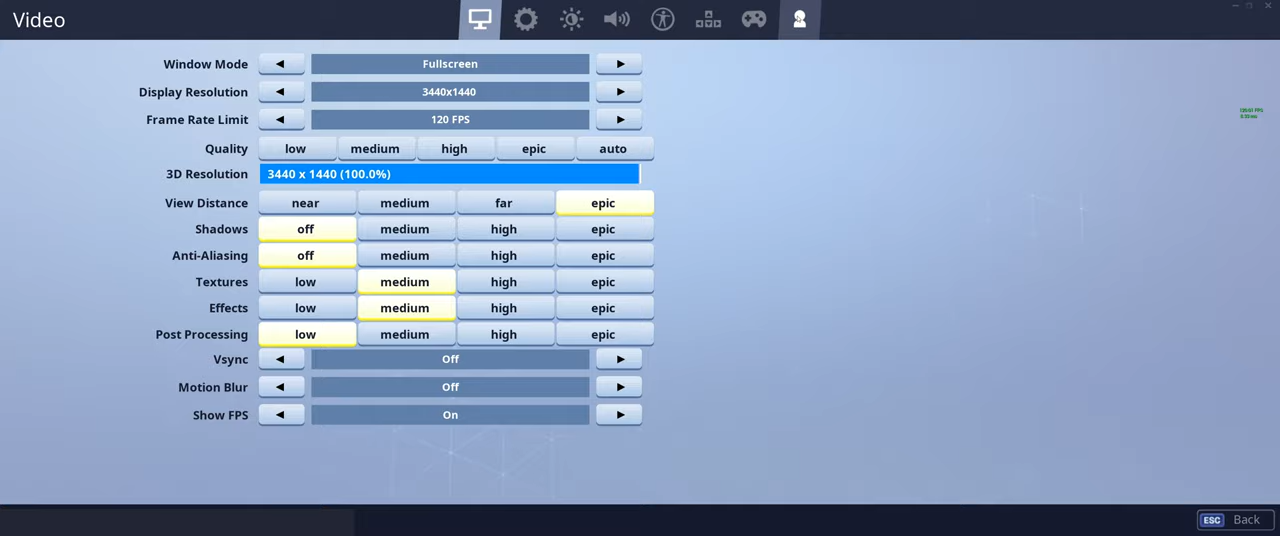 Video
Window Mode ◀ Fullscreen ▶
Display Resolution ◀ 3440x1440 ▶
Frame Rate Limit ◀ 120 FPS ▶
Quality low medium high epic auto
3D Resolution 3440 x 1440 (100.0%)
View Distance near medium far epic
Shadows off medium high epic
Anti-Aliasing off medium high epic
Textures low medium high epic
Effects low medium high epic
Post Processing low medium high epic
Vsync ◀ Off ▶
Motion Blur ◀ Off ▶
Show FPS ◀ On ▶
ESC Back